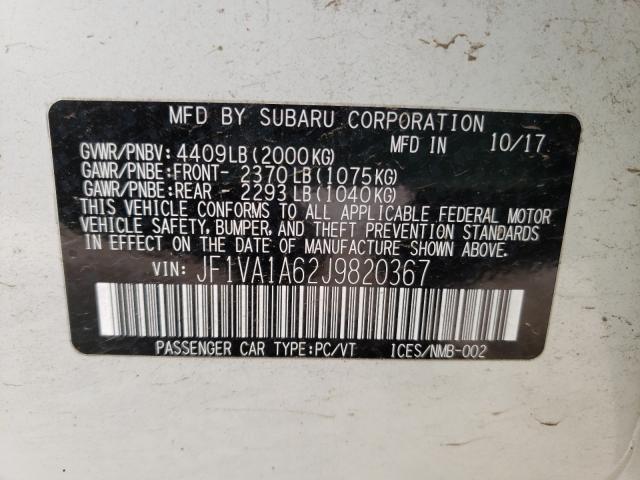 MFD BY SUBARU CORPORATION
MFD IN 10/17
GVWR/PNBV: 4409LB(2000KG)
GAWR/PNBE:FRONT- 2370LB(1075KG)
GAWR/PNBE:REAR - 2293LB(1040KG)
THIS VEHICLE CONFORMS TO ALL APPLICABLE FEDERAL MOTOR
VEHICLE SAFETY, BUMPER, AND THEFT PREVENTION STANDARDS
IN EFFECT ON THE DATE OF MANUFACTURE SHOWN ABOVE.
VIN: JF1VA1A62J9820367
PASSENGER CAR TYPE:PC/VT ICES/NMB-002